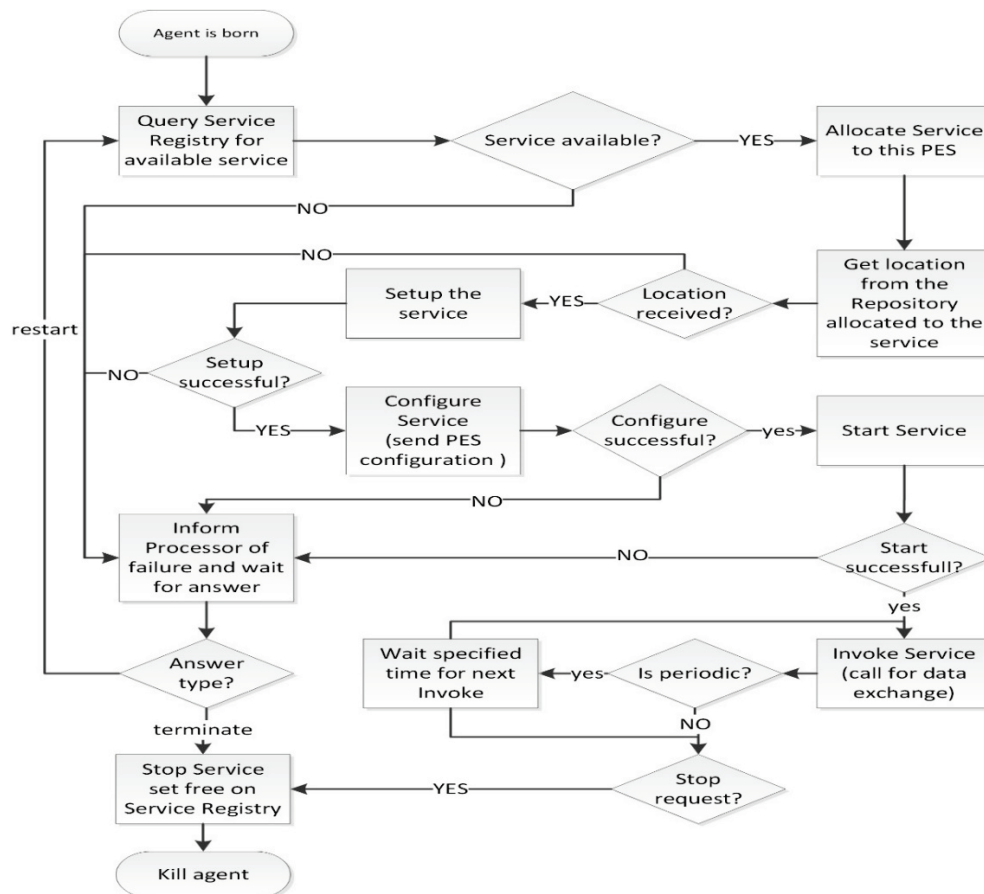 Agent is born
Query Service
Registry for
available service
Service available?
YES
Allocate Service
to this PES
NO
NO
Get location
from the
Repository
allocated to the
service
Location
received?
YES
Setup the
service
restart
Setup
successful?
NO
YES
Configure
Service
(send PES
configuration )
Configure
successful?
yes
Start Service
NO
Inform
Processor of
failure and wait
for answer
NO
Start
successfull?
yes
Answer
type?
Wait specified
time for next
Invoke
yes
Is periodic?
Invoke Service
(call for data
exchange)
NO
terminate
Stop Service
set free on
Service Registry
YES
Stop
request?
Kill agent